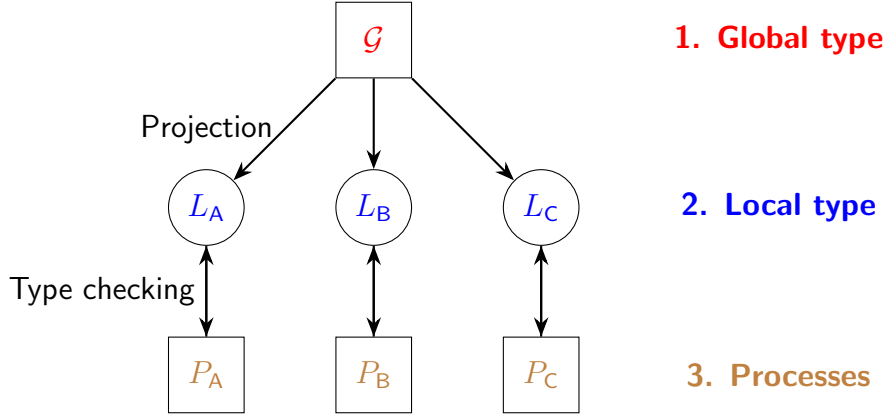 𝒢 1. Global type
Projection
L_A L_B L_C 2. Local type
Type checking
P_A P_B P_C 3. Processes